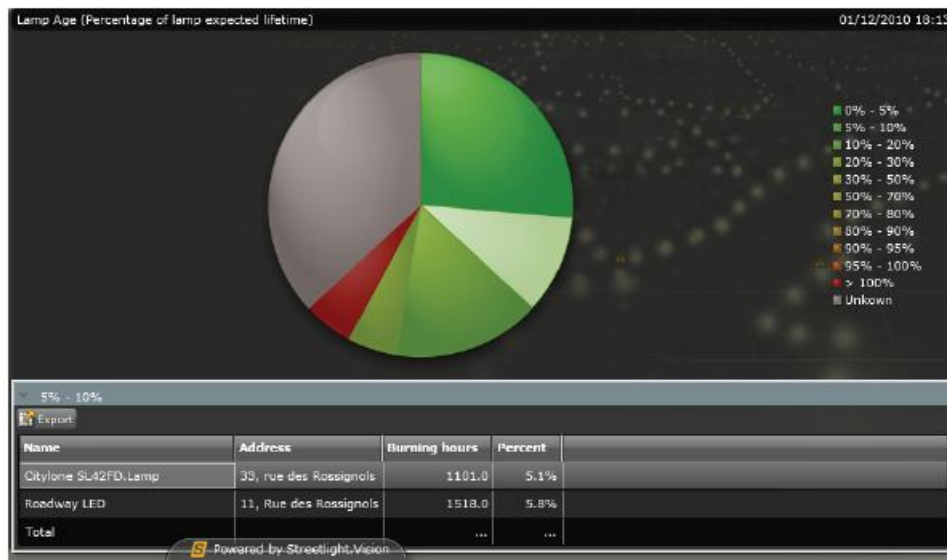 Lamp Age (Percentage of lamp expected lifetime) 01/12/2010 18:13
0% - 5%
5% - 10%
10% - 20%
20% - 30%
30% - 50%
50% - 70%
70% - 80%
80% - 90%
90% - 95%
95% - 100%
> 100%
Unkown
5% - 10%
Export
Name Address Burning hours Percent
Citylone SL42FD.Lamp 33, rue des Rossignols 1101.0 5.1%
Roadway LED 11, Rue des Rossignols 1518.0 5.8%
Total ... ...
S Powered by Streetlight.Vision